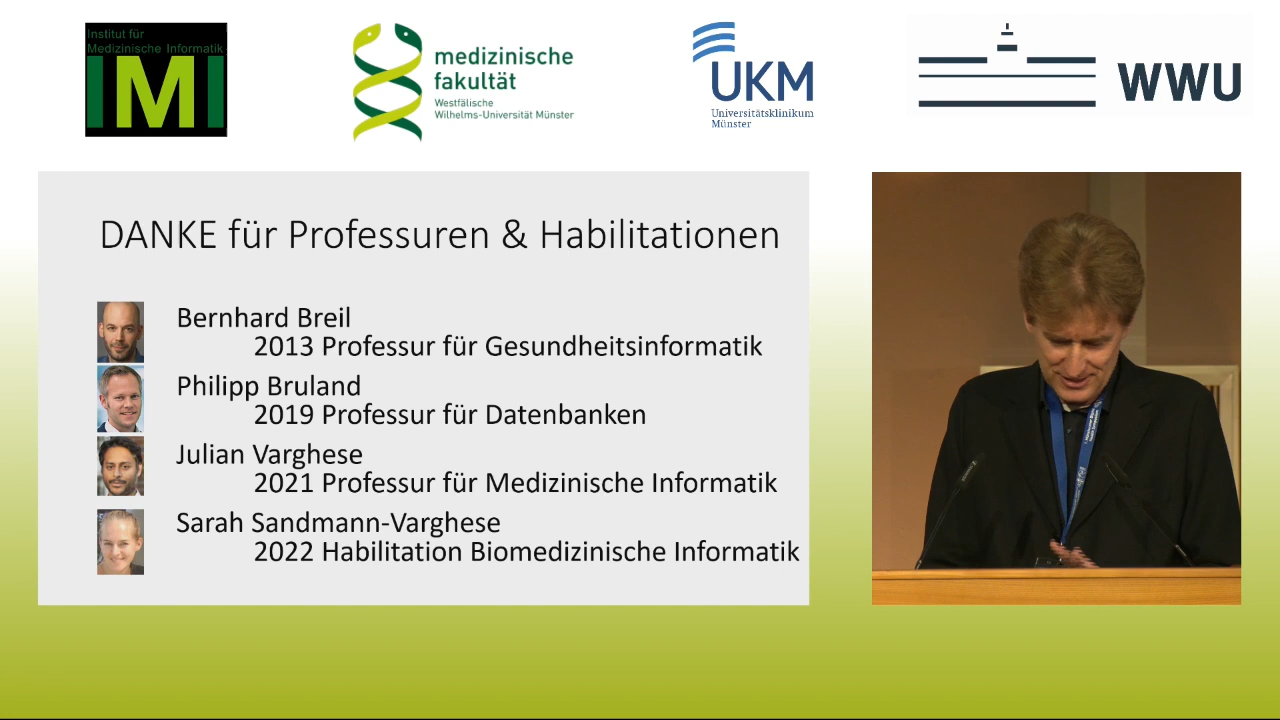 Institut für
Medizinische Informatik
IMI
medizinische
fakultät
Westfälische
Wilhelms-Universität Münster
UKM
Universitätsklinikum
Münster
WWU
DANKE für Professuren & Habilitationen
Bernhard Breil
2013 Professur für Gesundheitsinformatik
Philipp Bruland
2019 Professur für Datenbanken
Julian Varghese
2021 Professur für Medizinische Informatik
Sarah Sandmann-Varghese
2022 Habilitation Biomedizinische Informatik